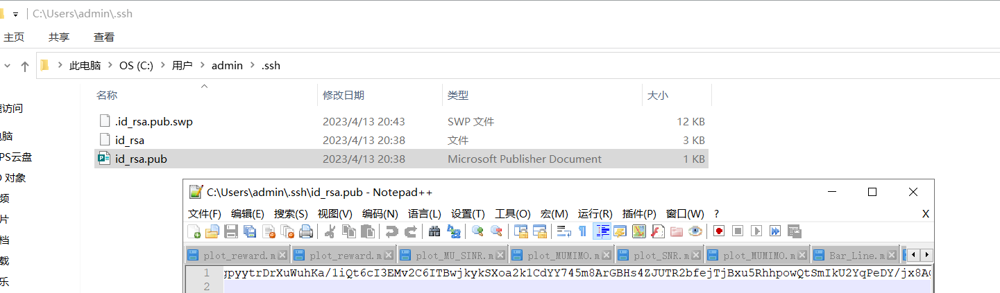 C:\Users\admin\.ssh
主页 共享 查看
此电脑 OS (C:) 用户 admin .ssh
名称 修改日期 类型 大小
访问
.id_rsa.pub.swp 2023/4/13 20:43 SWP 文件 12 KB
电脑
id_rsa 2023/4/13 20:38 文件 3 KB
PS云盘
id_rsa.pub 2023/4/13 20:38 Microsoft Publisher Document 1 KB
对象
频
片
档
载
乐
C:\Users\admin\.ssh\id_rsa.pub - Notepad++
文件(F) 编辑(E) 搜索(S) 视图(V) 编码(N) 语言(L) 设置(T) 工具(O) 宏(M) 运行(R) 插件(P) 窗口(W) ? X
plot_reward.m plot_reward.m plot_MU_SINR.m plot_MUMIMO.m plot_SNR.m plot_MUMIMO.m Bar_Line.m
1 gpyytrDrXuWuhKa/liQt6cI3EMv2C6ITBwjkykSXoa2k1CdYY745m8ArGBHs4ZJUTR2bfejTjBxu5RhhpowQtSmIkU2YqPeDY/jx8A
2